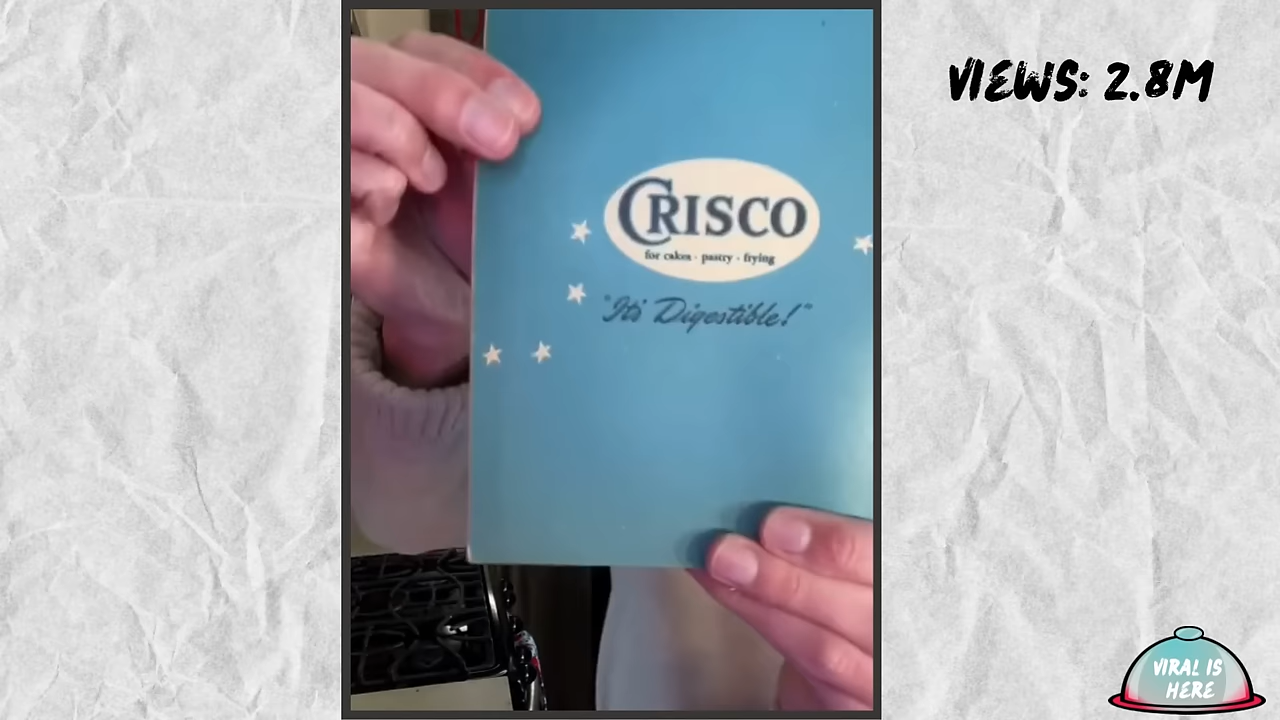 VIEWS: 2.8M
CRISCO
for cakes · pastry · frying
"It's Digestible!"
VIRAL IS
HERE